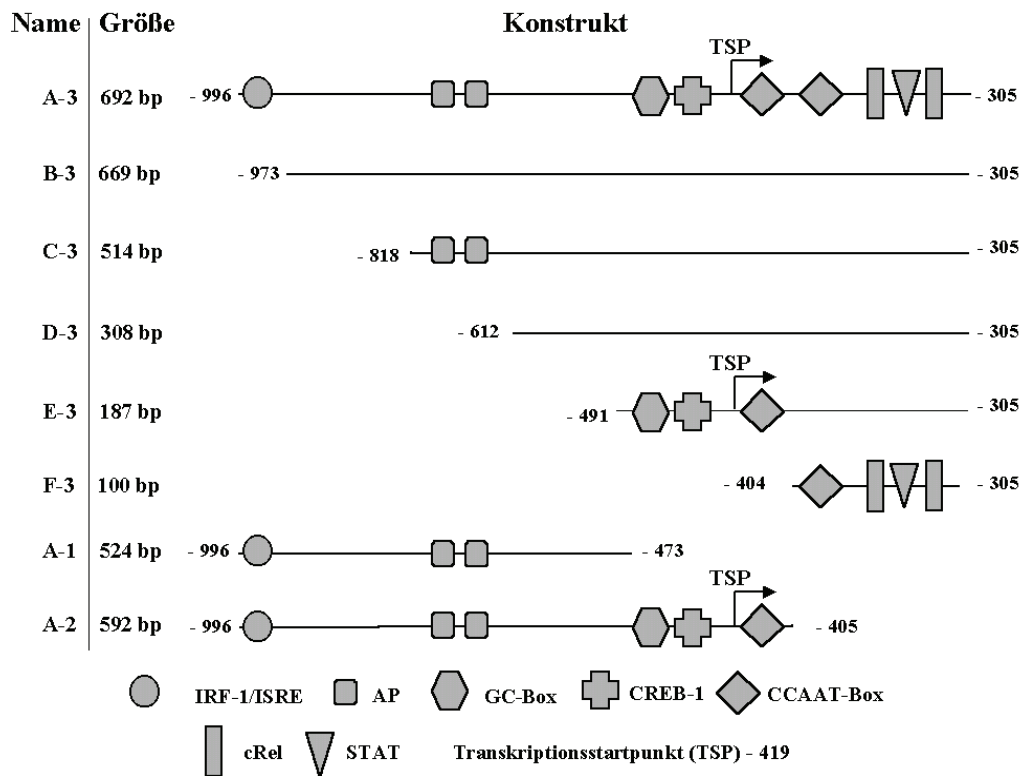 Name Größe Konstrukt
TSP
A-3 692 bp - 996 - 305
B-3 669 bp - 973 - 305
C-3 514 bp - 818 - 305
D-3 308 bp - 612 - 305
TSP
E-3 187 bp - 491 - 305
F-3 100 bp - 404 - 305
A-1 524 bp - 996 - 473
TSP
A-2 592 bp - 996 - 405
IRF-1/ISRE AP GC-Box CREB-1 CCAAT-Box
cRel STAT Transkriptionsstartpunkt (TSP) - 419